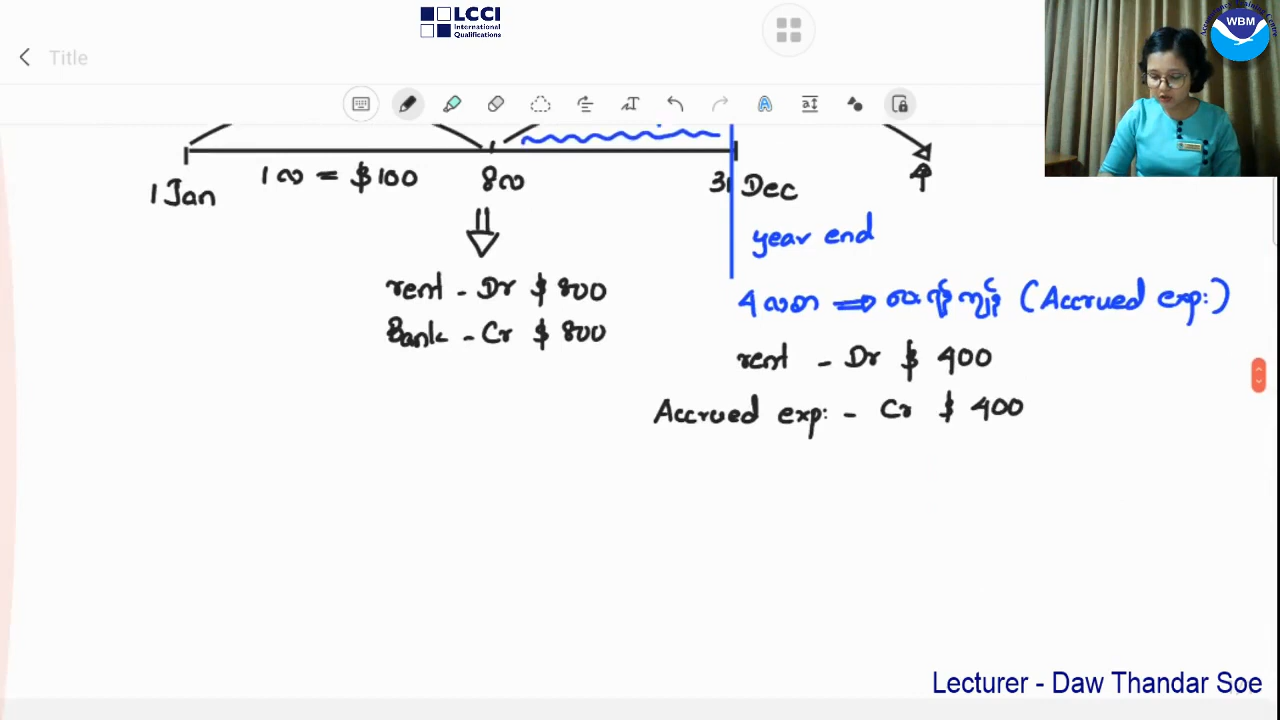 LCCI
International
Qualifications
WBM
Title
1 Jan
1 လ = $ 100
8 လ
31 Dec
year end
rent - Dr $ 800
Bank - Cr $ 800
4 လစာ ⇒ ပေးရန်ကျန် (Accrued exp:)
rent - Dr $ 400
Accrued exp: - Cr $ 400
Lecturer - Daw Thandar Soe